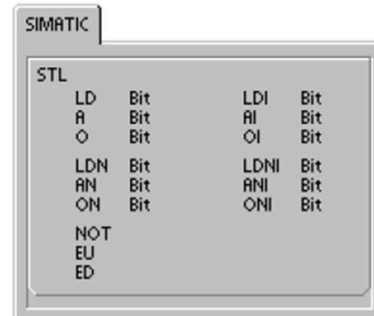 SIMATIC
STL
LD Bit LDI Bit
A Bit AI Bit
O Bit OI Bit
LDN Bit LDNI Bit
AN Bit ANI Bit
ON Bit ONI Bit
NOT
EU
ED